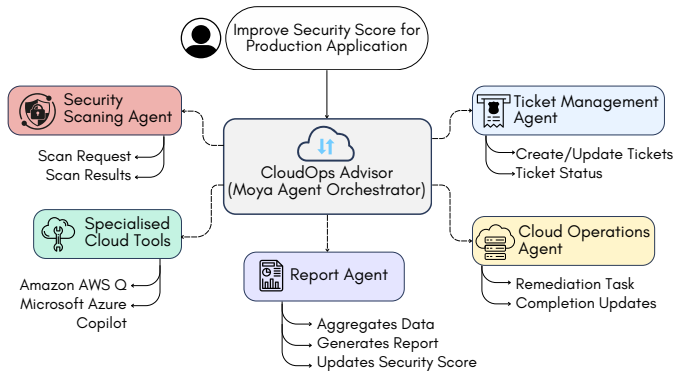 Improve Security Score for
Production Application
Security
Scaning Agent
Scan Request
Scan Results
Ticket Management
Agent
Create/Update Tickets
Ticket Status
CloudOps Advisor
(Moya Agent Orchestrator)
Specialised
Cloud Tools
Amazon AWS Q
Microsoft Azure
Copilot
Cloud Operations
Agent
Remediation Task
Completion Updates
Report Agent
Aggregates Data
Generates Report
Updates Security Score